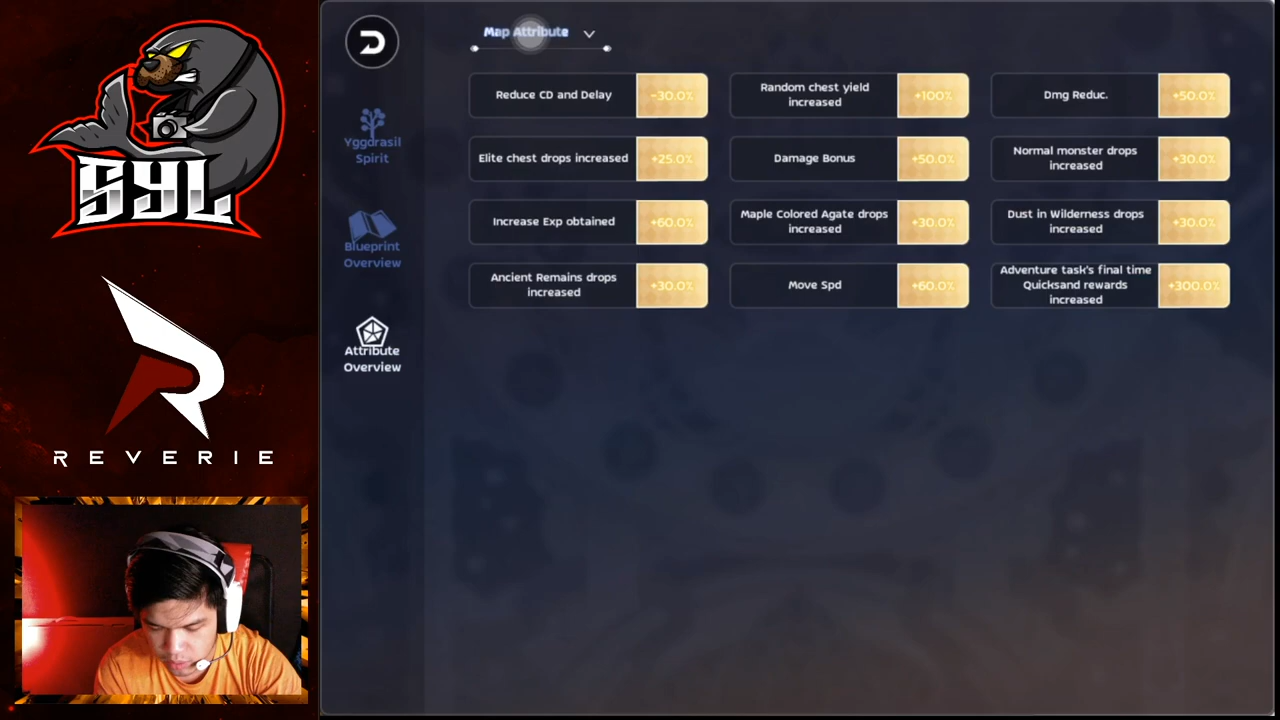 SYL
REVERIE
Map Attribute
Yggdrasil
Spirit
Blueprint
Overview
Attribute
Overview
Reduce CD and Delay
-30.0%
Random chest yield
increased
+100%
Dmg Reduc.
+50.0%
Elite chest drops increased
+25.0%
Damage Bonus
+50.0%
Normal monster drops
increased
+30.0%
Increase Exp obtained
+60.0%
Maple Colored Agate drops
increased
+30.0%
Dust in Wilderness drops
increased
+30.0%
Ancient Remains drops
increased
+30.0%
Move Spd
+60.0%
Adventure task's final time
Quicksand rewards
increased
+300.0%